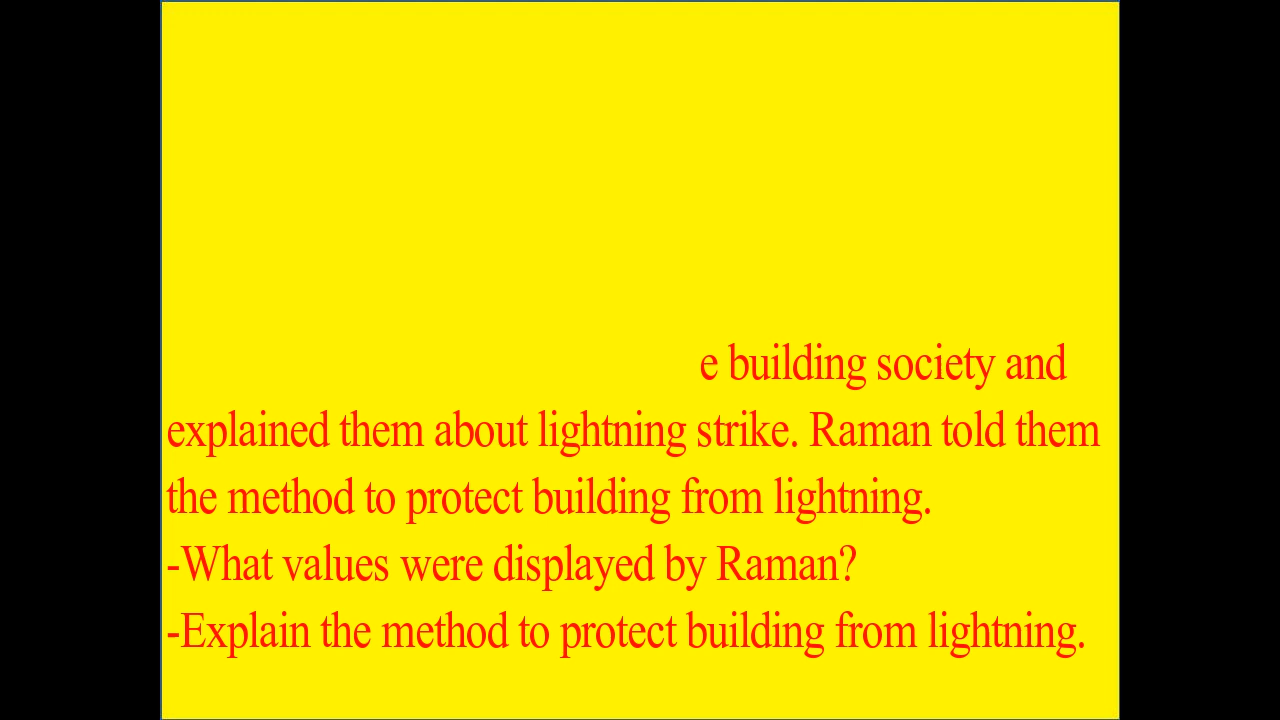 e building society and
explained them about lightning strike. Raman told them
the method to protect building from lightning.
-What values were displayed by Raman?
-Explain the method to protect building from lightning.